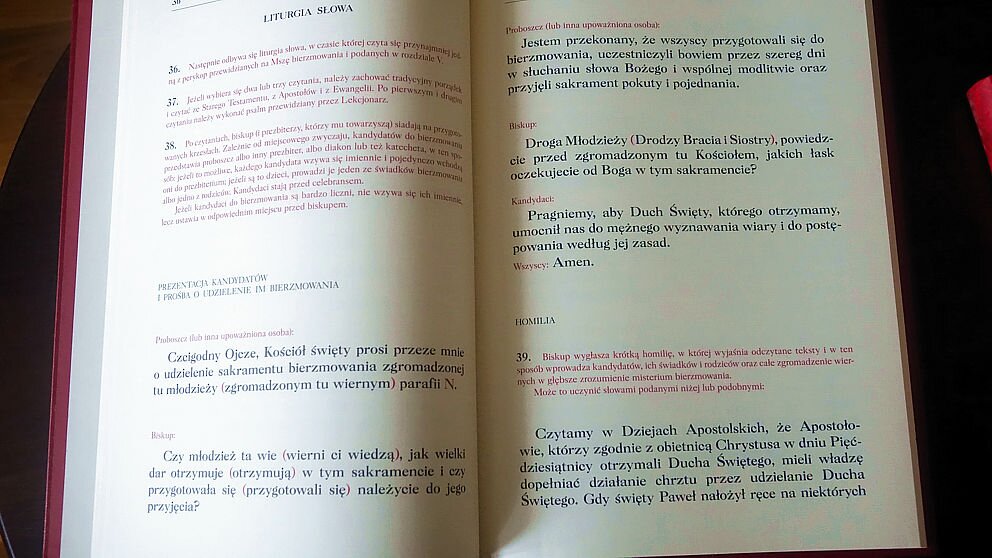 36
LITURGIA SŁOWA
36. Następnie odbywa się liturgia słowa, w czasie której czyta się przynajmniej jed-
ną z perykop przewidzianych na Mszę bierzmowania i podanych w rozdziale V.
37. Jeżeli wybiera się dwa lub trzy czytania, należy zachować tradycyjny porządek
i czytać ze Starego Testamentu, z Apostołów i z Ewangelii. Po pierwszym i drugim
czytaniu należy wykonać psalm przewidziany przez Lekcjonarz.
38. Po czytaniach, biskup (i prezbiterzy, którzy mu towarzyszą) siadają na przygoto-
wanych krzesłach. Zależnie od miejscowego zwyczaju, kandydatów do bierzmowania
przedstawia proboszcz albo inny prezbiter, albo diakon lub też katecheta, w ten spo-
sób: jeżeli to możliwe, każdego kandydata wzywa się imiennie i pojedynczo wchodzą
oni do prezbiterium; jeżeli są to dzieci, prowadzi je jeden ze świadków bierzmowania
albo jedno z rodziców. Kandydaci stają przed celebransem.
Jeżeli kandydaci do bierzmowania są bardzo liczni, nie wzywa się ich imiennie,
lecz ustawia w odpowiednim miejscu przed biskupem.
PREZENTACJA KANDYDATÓW
I PROŚBA O UDZIELENIE IM BIERZMOWANIA
Proboszcz (lub inna upoważniona osoba):
Czcigodny Ojcze, Kościół święty prosi przeze mnie
o udzielenie sakramentu bierzmowania zgromadzonej
tu młodzieży (zgromadzonym tu wiernym) parafii N.
Biskup:
Czy młodzież ta wie (wierni ci wiedzą), jak wielki
dar otrzymuje (otrzymują) w tym sakramencie i czy
przygotowała się (przygotowali się) należycie do jego
przyjęcia?
Proboszcz (lub inna upoważniona osoba):
Jestem przekonany, że wszyscy przygotowali się do
bierzmowania, uczestniczyli bowiem przez szereg dni
w słuchaniu słowa Bożego i wspólnej modlitwie oraz
przyjęli sakrament pokuty i pojednania.
Biskup:
Droga Młodzieży (Drodzy Bracia i Siostry), powiedz-
cie przed zgromadzonym tu Kościołem, jakich łask
oczekujecie od Boga w tym sakramencie?
Kandydaci:
Pragniemy, aby Duch Święty, którego otrzymamy,
umocnił nas do mężnego wyznawania wiary i do postę-
powania według jej zasad.
Wszyscy: Amen.
HOMILIA
39. Biskup wygłasza krótką homilię, w której wyjaśnia odczytane teksty i w ten
sposób wprowadza kandydatów, ich świadków i rodziców oraz całe zgromadzenie wier-
nych w głębsze zrozumienie misterium bierzmowania.
Może to uczynić słowami podanymi niżej lub podobnymi:
Czytamy w Dziejach Apostolskich, że Apostoło-
wie, którzy zgodnie z obietnicą Chrystusa w dniu Pięć-
dziesiątnicy otrzymali Ducha Świętego, mieli władzę
dopełniać działanie chrztu przez udzielanie Ducha
Świętego. Gdy święty Paweł nałożył ręce na niektórych